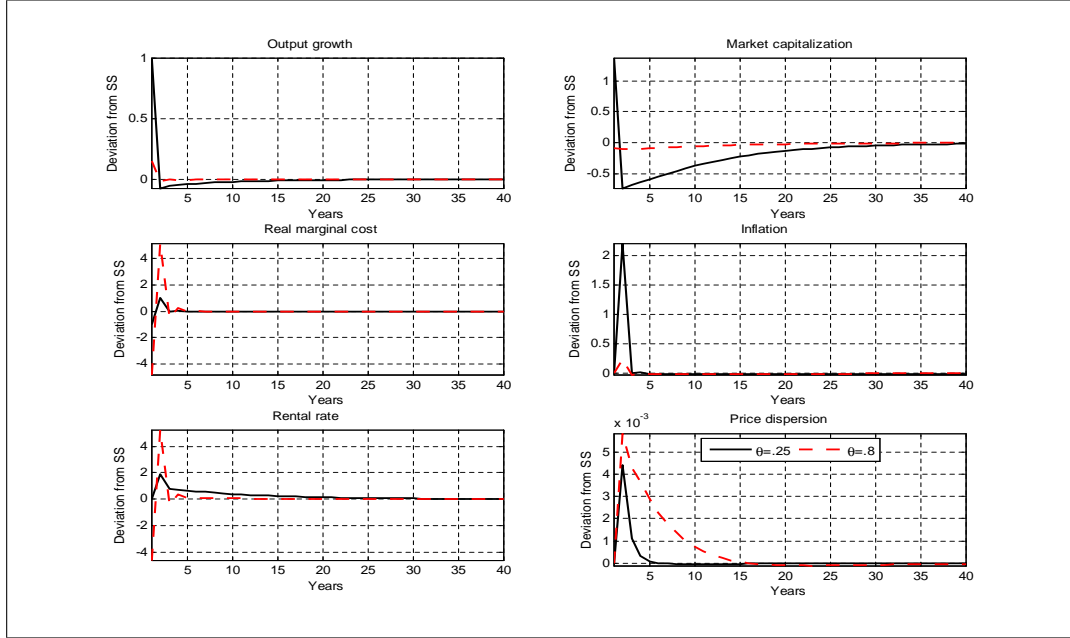 Output growth
Deviation from SS
1
0.5
0
5 10 15 20 25 30 35 40
Years
Market capitalization
Deviation from SS
1
0.5
0
-0.5
5 10 15 20 25 30 35 40
Years
Real marginal cost
Deviation from SS
4
2
0
-2
-4
5 10 15 20 25 30 35 40
Years
Inflation
Deviation from SS
2
1.5
1
0.5
0
5 10 15 20 25 30 35 40
Years
Rental rate
Deviation from SS
4
2
0
-2
-4
5 10 15 20 25 30 35 40
Years
Price dispersion
x 10⁻³
Deviation from SS
5
4
3
2
1
0
θ=.25 θ=.8
5 10 15 20 25 30 35 40
Years